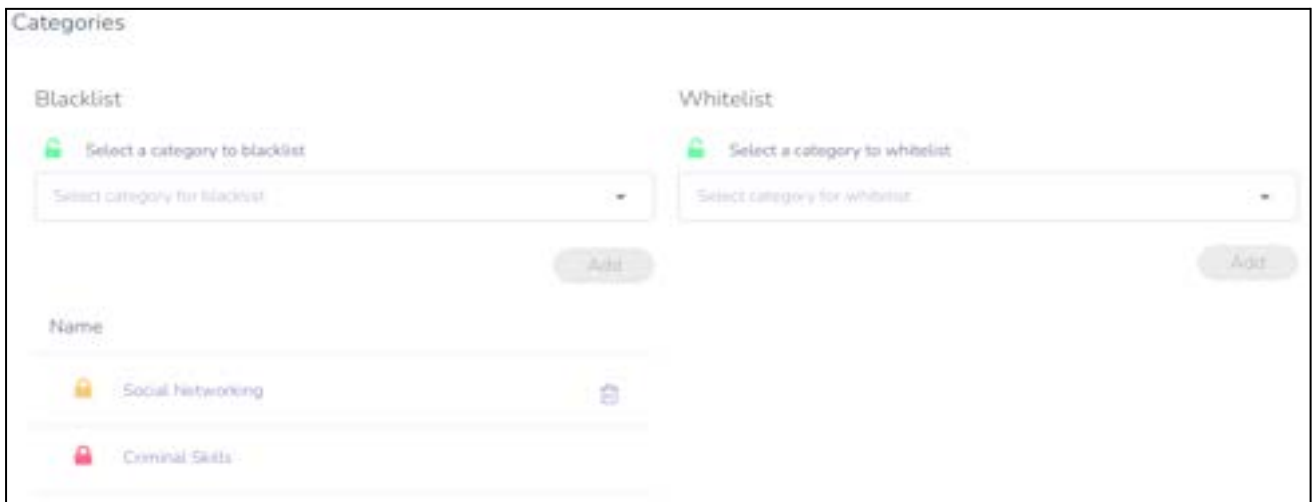 Categories
Blacklist
Select a category to blacklist
Select category for blacklist
Add
Name
Social Networking
Criminal Skills
Whitelist
Select a category to whitelist
Select category for whitelist
Add